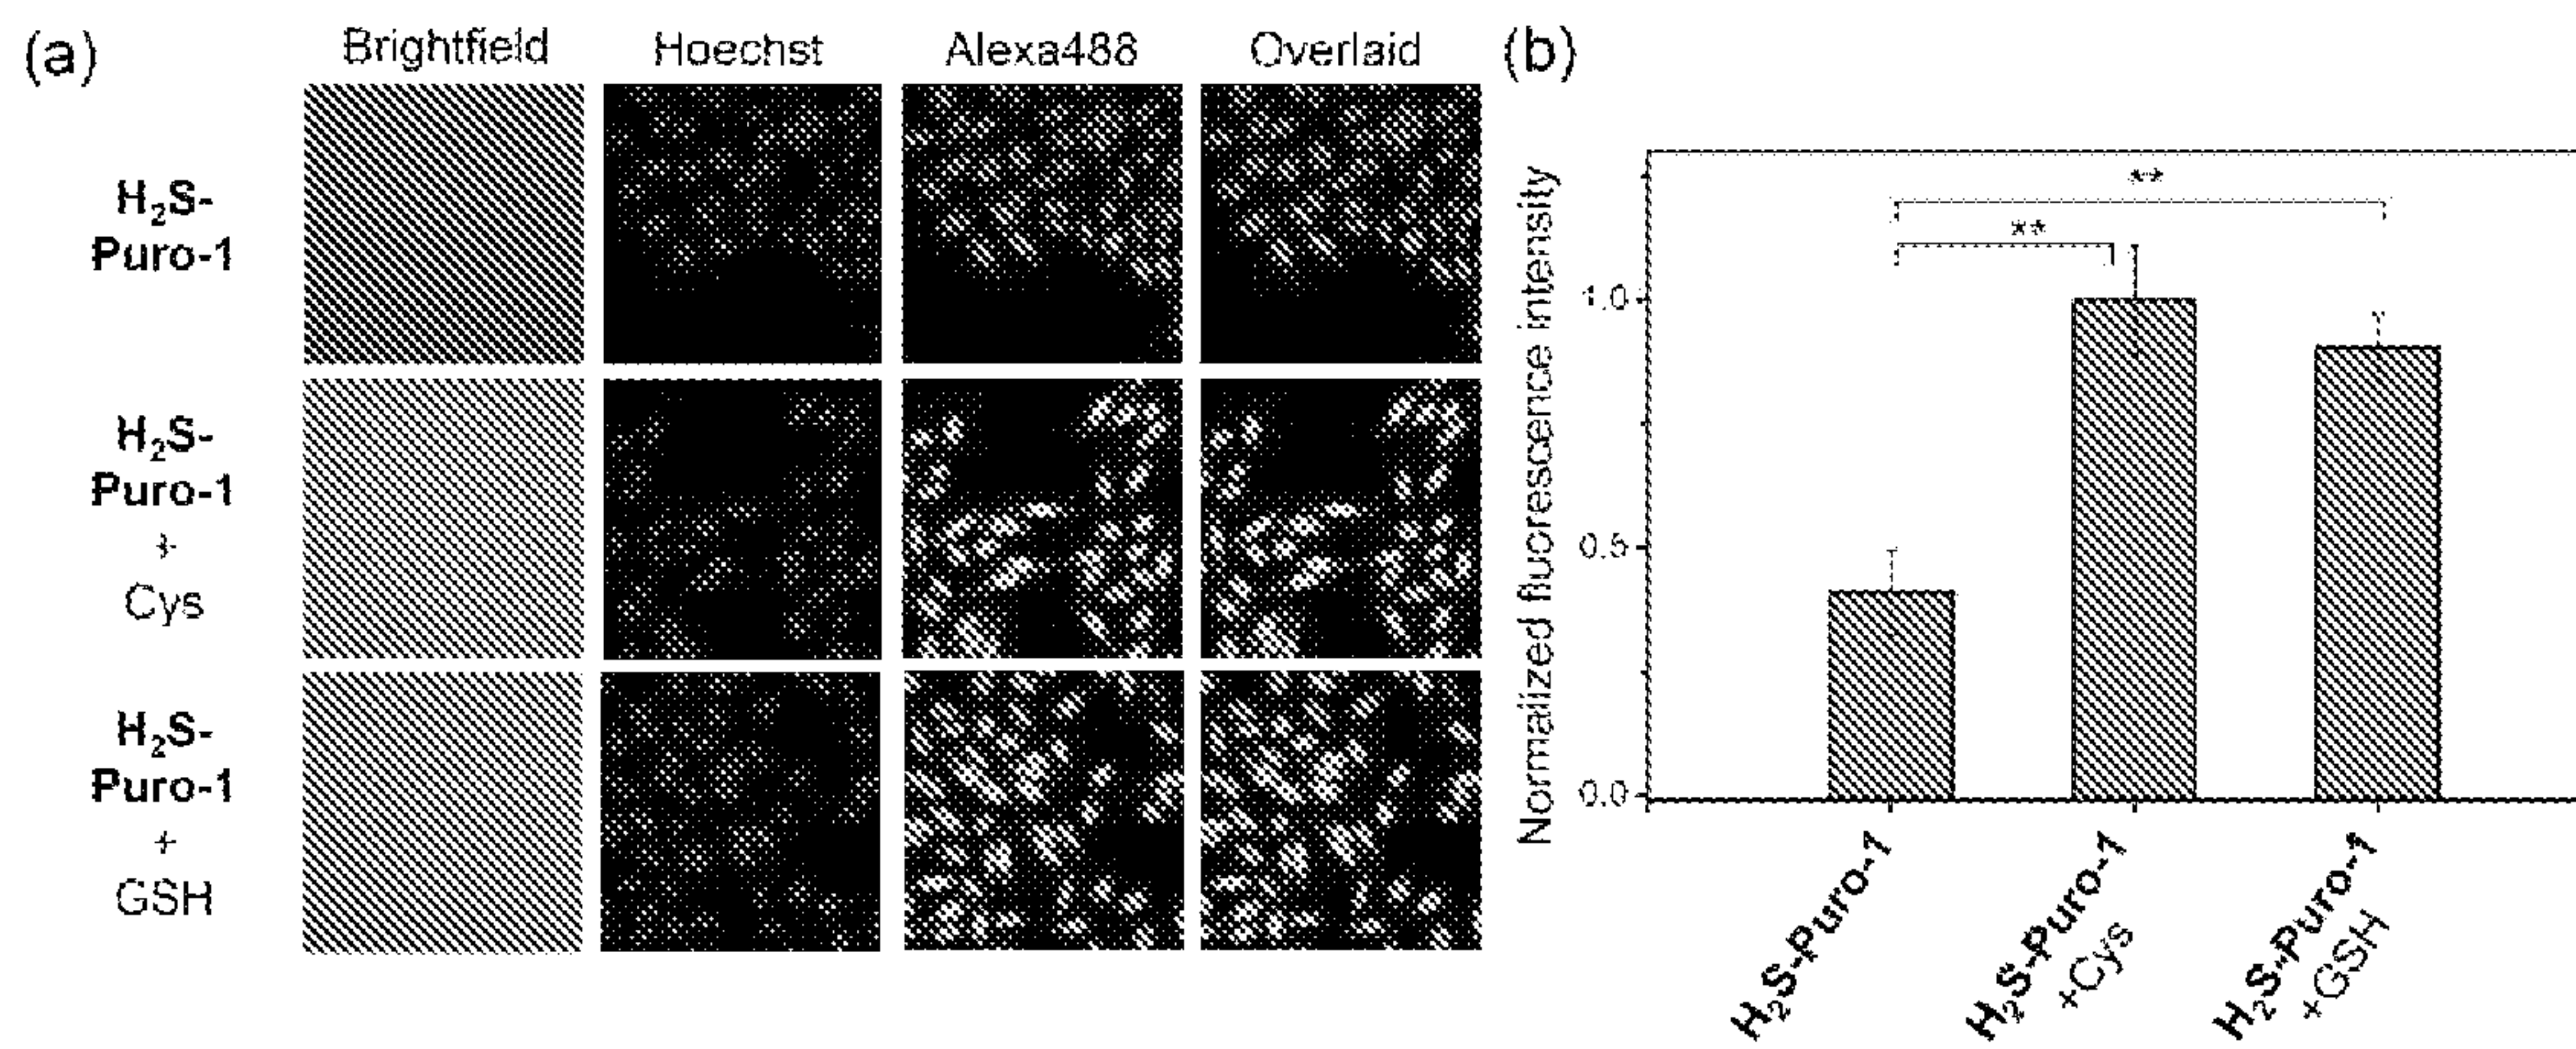 (a)
Brightfield Hoechst Alexa488 Overlaid
H₂S-
Puro-1
H₂S-
Puro-1
+
Cys
H₂S-
Puro-1
+
GSH
(b)
Normalized fluorescence intensity
1.0
0.5
0.0
**
**
H₂S-Puro-1
H₂S-Puro-1
+Cys
H₂S-Puro-1
+GSH